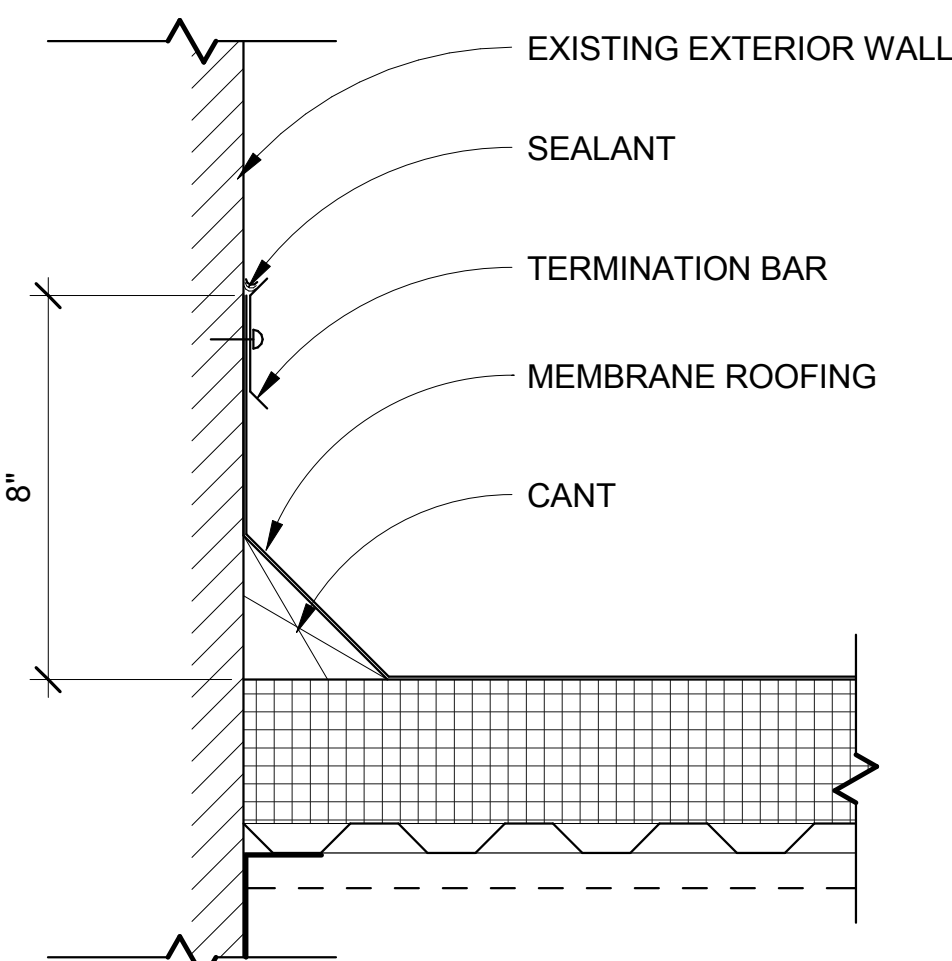 EXISTING EXTERIOR WALL
SEALANT
TERMINATION BAR
MEMBRANE ROOFING
CANT
8"